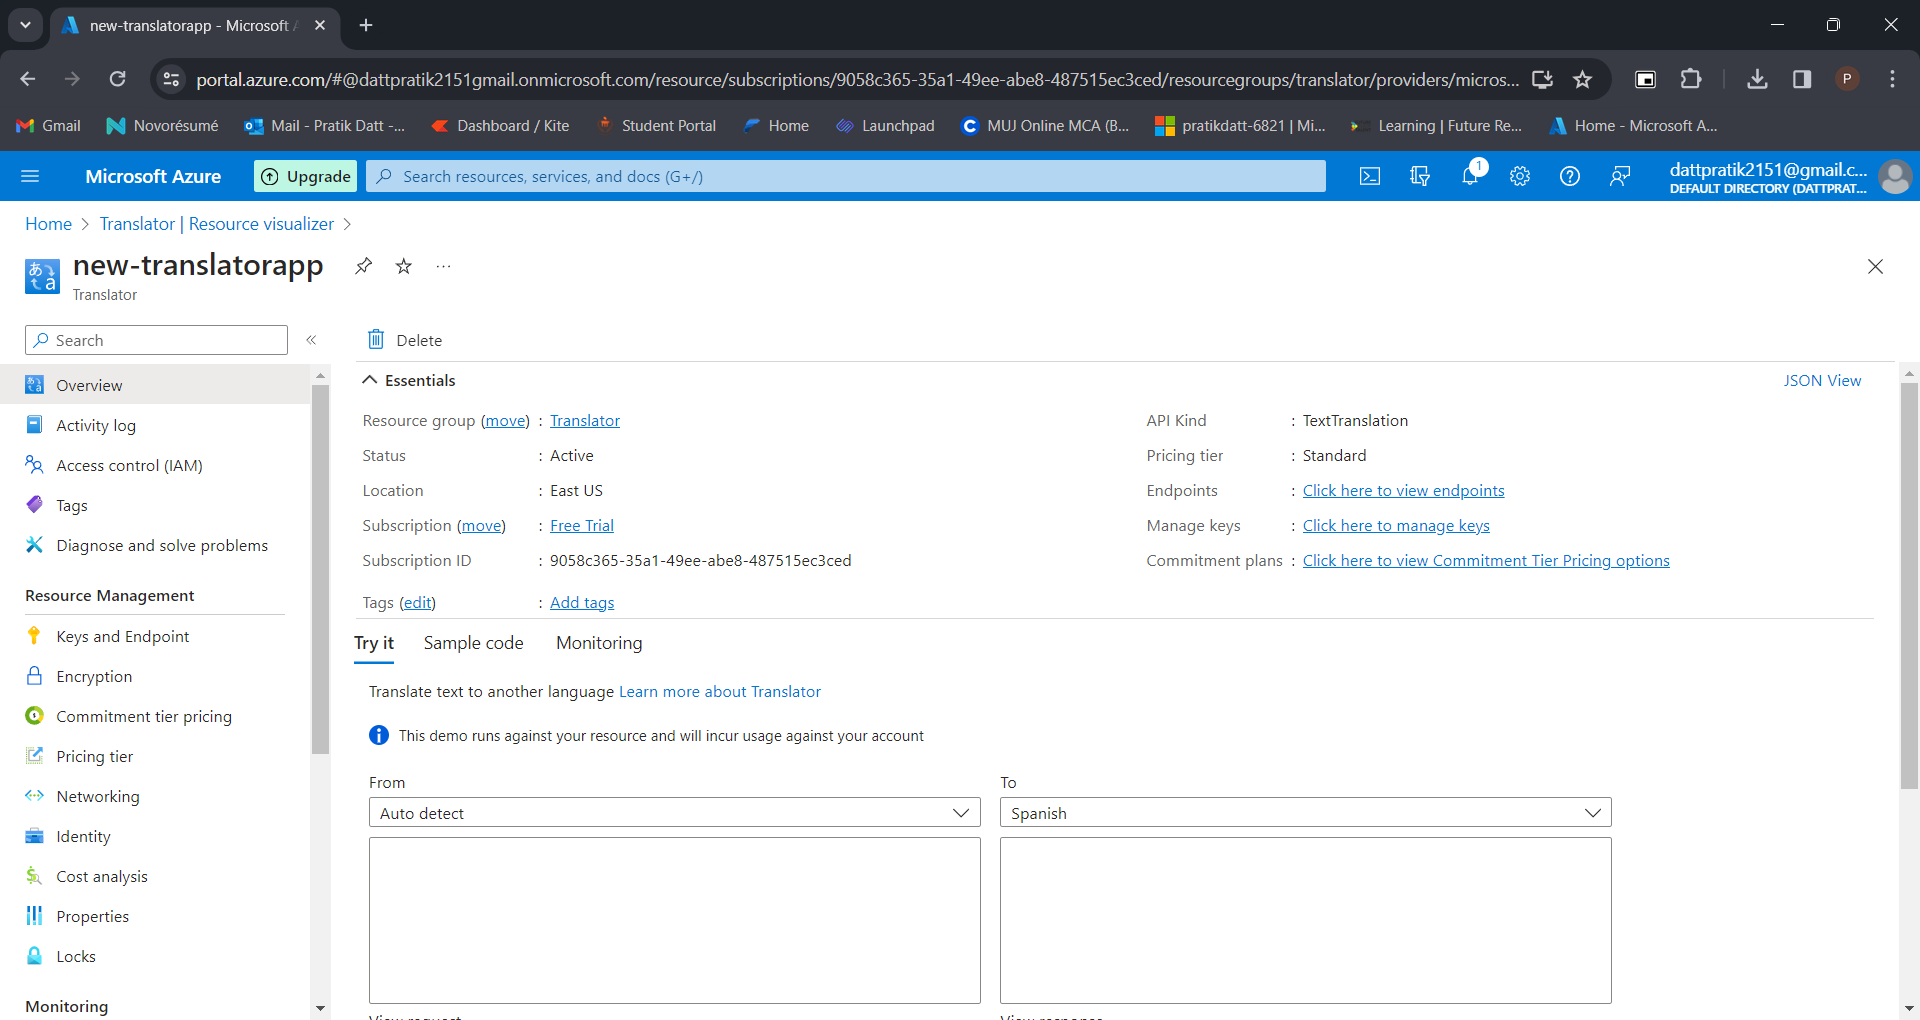 new-translatorapp - Microsoft A
portal.azure.com/#@dattpratik2151gmail.onmicrosoft.com/resource/subscriptions/9058c365-35a1-49ee-abe8-487515ec3ced/resourcegroups/translator/providers/micros...
P
Gmail
Novorésumé
Mail - Pratik Datt -...
Dashboard / Kite
Student Portal
Home
Launchpad
MUJ Online MCA (B...
pratikdatt-6821 | Mi...
Learning | Future Re...
Home - Microsoft A...
Microsoft Azure
Upgrade
Search resources, services, and docs (G+/)
1
dattpratik2151@gmail.c...
DEFAULT DIRECTORY (DATTPRAT...
Home > Translator | Resource visualizer >
new-translatorapp
Translator
Search
Delete
Overview
Activity log
Access control (IAM)
Tags
Diagnose and solve problems
Resource Management
Keys and Endpoint
Encryption
Commitment tier pricing
Pricing tier
Networking
Identity
Cost analysis
Properties
Locks
Monitoring
Essentials
JSON View
Resource group (move) : Translator
Status : Active
Location : East US
Subscription (move) : Free Trial
Subscription ID : 9058c365-35a1-49ee-abe8-487515ec3ced
Tags (edit) : Add tags
API Kind : TextTranslation
Pricing tier : Standard
Endpoints : Click here to view endpoints
Manage keys : Click here to manage keys
Commitment plans : Click here to view Commitment Tier Pricing options
Try it
Sample code
Monitoring
Translate text to another language Learn more about Translator
This demo runs against your resource and will incur usage against your account
From
Auto detect
To
Spanish
View request
View response